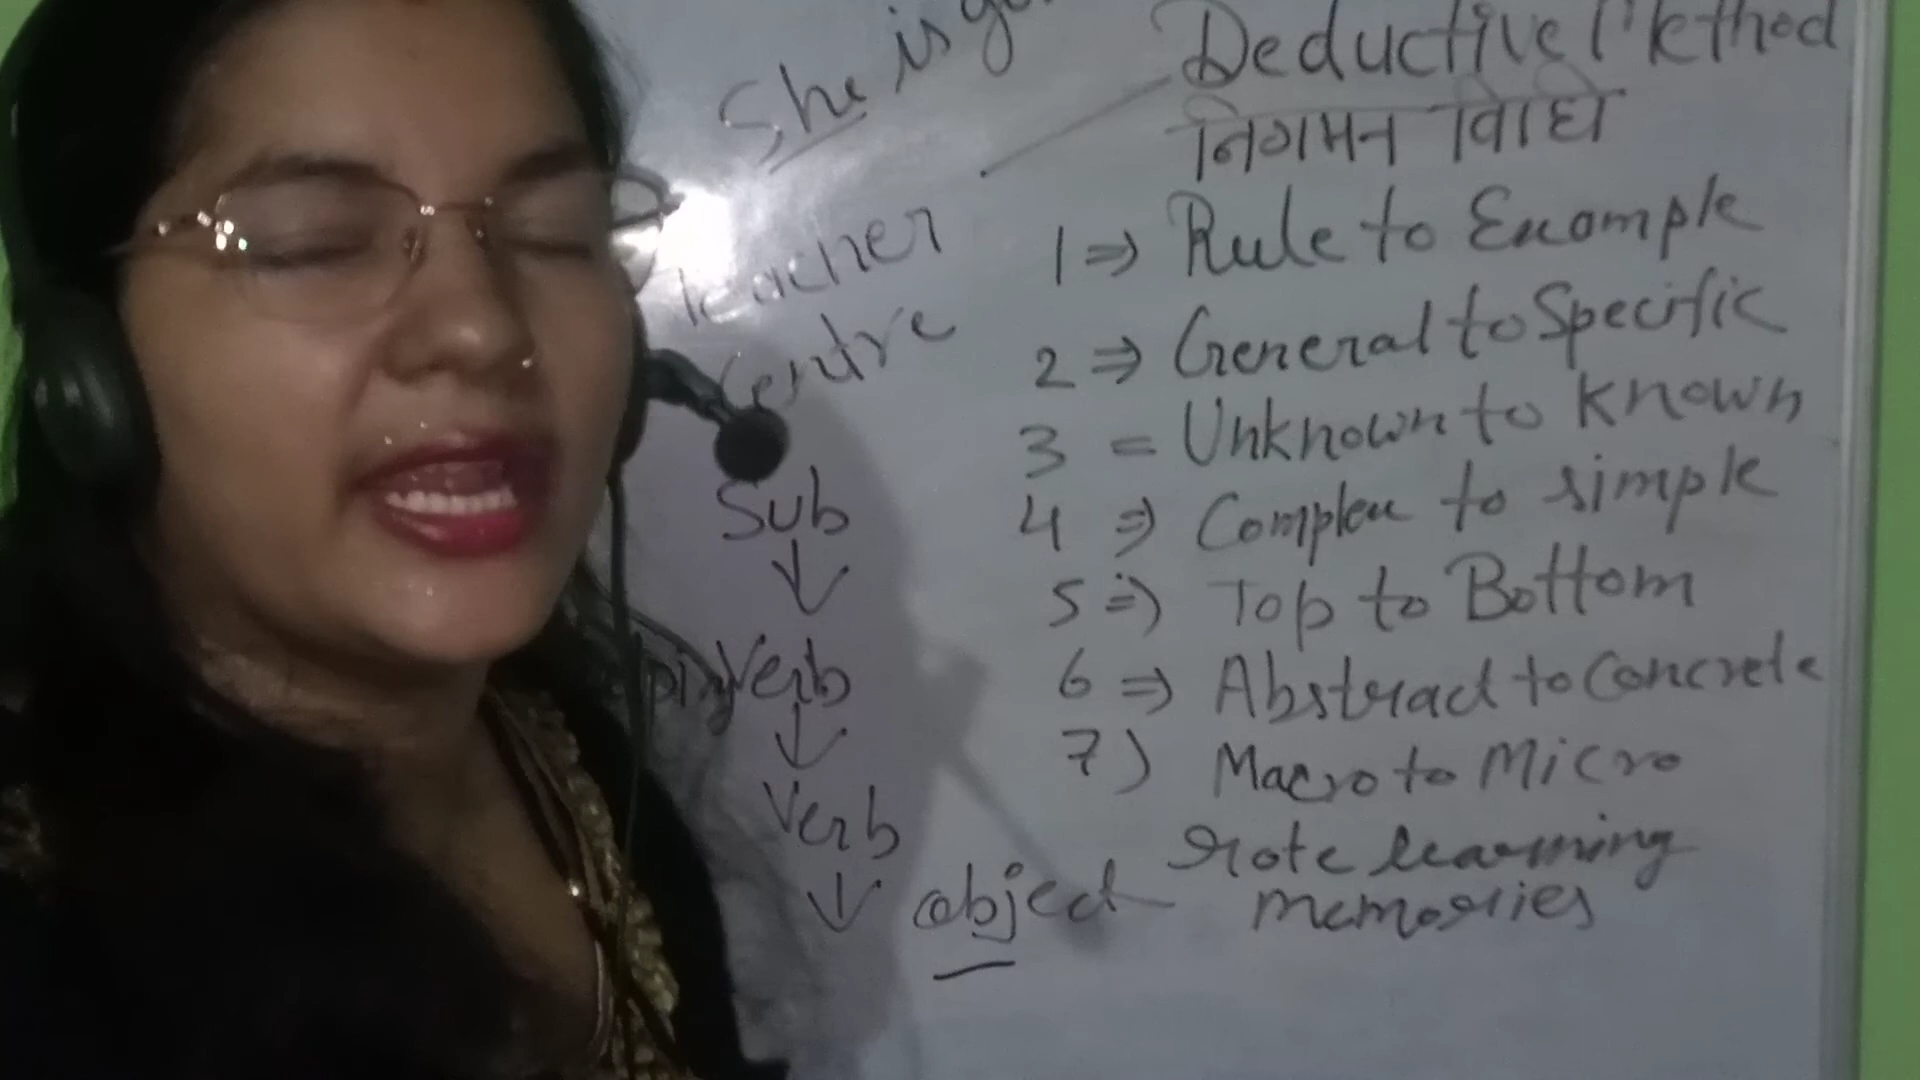 She is
Deductive Method
निगमन विधि
Teacher
Centre
1 ⇒ Rule to Example
2 ⇒ General to Specific
3 = Unknown to known
4 ⇒ Complex to simple
5 ⇒ Top to Bottom
6 ⇒ Abstract to Concrete
7) Macro to Micro
rote learning
memories
Sub
↓
Verb
↓
Verb
↓ object